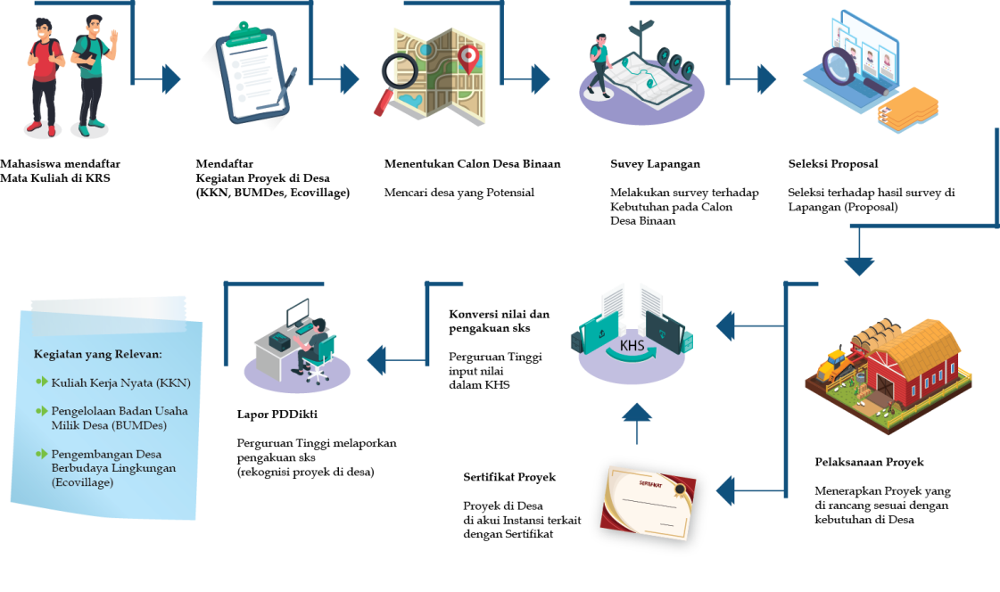 Mahasiswa mendaftar
Mata Kuliah di KRS
Mendaftar
Kegiatan Proyek di Desa
(KKN, BUMDes, Ecovillage)
Menentukan Calon Desa Binaan
Mencari desa yang Potensial
Suvey Lapangan
Melakukan survey terhadap
Kebutuhan pada Calon
Desa Binaan
Seleksi Proposal
Seleksi terhadap hasil survey di
Lapangan (Proposal)
Pelaksanaan Proyek
Menerapkan Proyek yang
di rancang sesuai dengan
kebutuhan di Desa
SERTIFIKAT
Sertifikat Proyek
Proyek di Desa
di akui Instansi terkait
dengan Sertifikat
KHS
Konversi nilai dan
pengakuan sks
Perguruan Tinggi
input nilai
dalam KHS
Lapor PDDikti
Perguruan Tinggi melaporkan
pengakuan sks
(rekognisi proyek di desa)
Kegiatan yang Relevan:
Kuliah Kerja Nyata (KKN)
Pengelolaan Badan Usaha
Milik Desa (BUMDes)
Pengembangan Desa
Berbudaya Lingkungan
(Ecovillage)